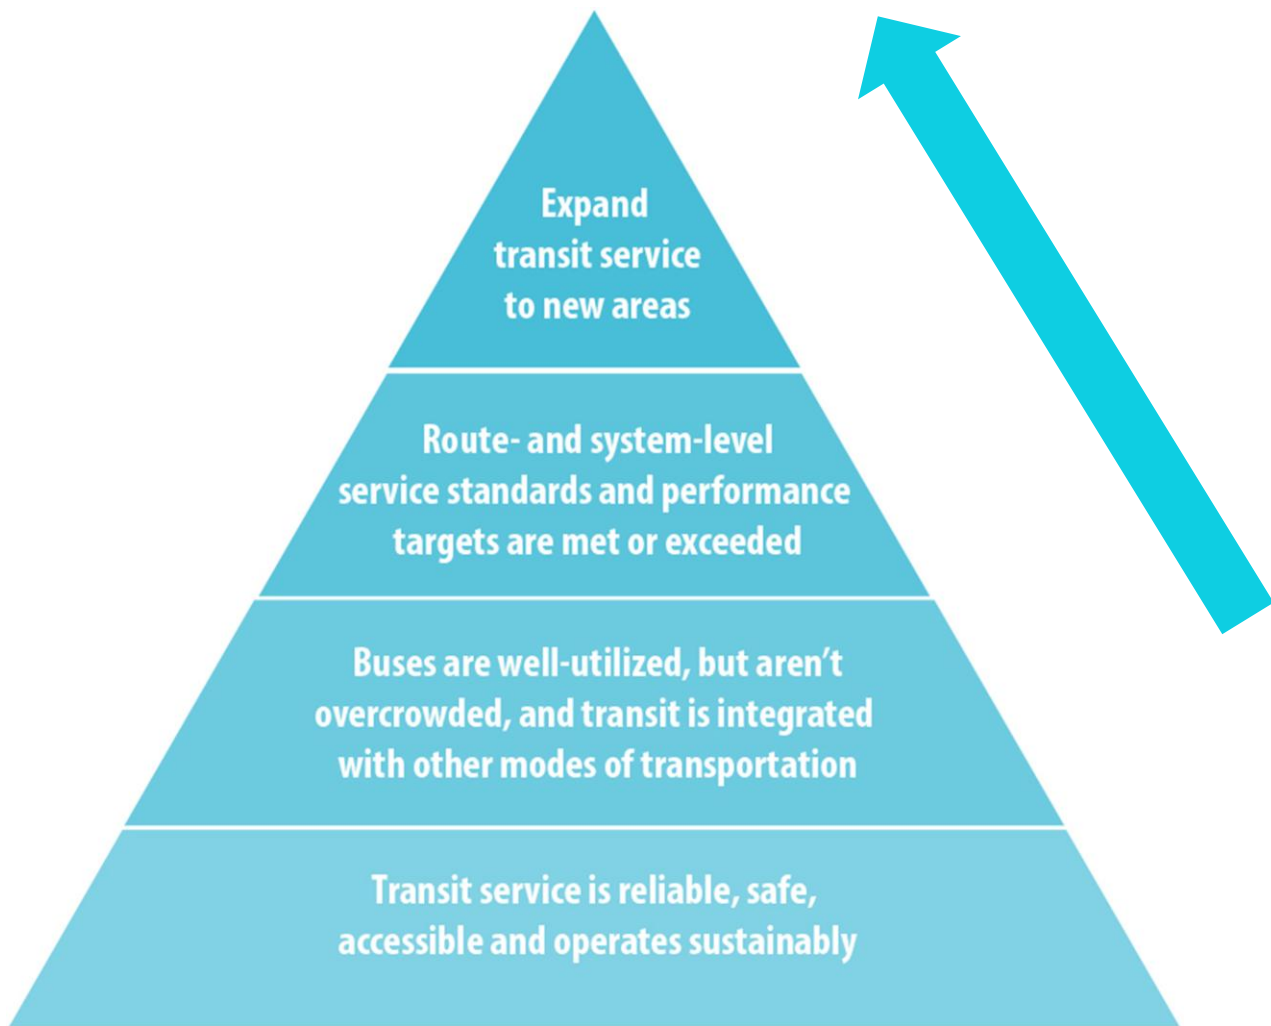 Expand
transit service
to new areas
Route- and system-level
service standards and performance
targets are met or exceeded
Buses are well-utilized, but aren’t
overcrowded, and transit is integrated
with other modes of transportation
Transit service is reliable, safe,
accessible and operates sustainably